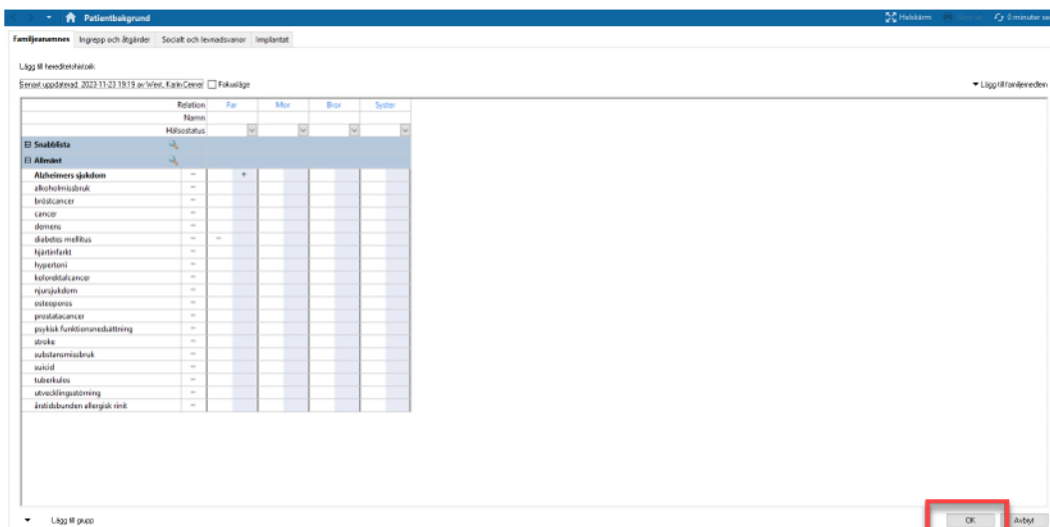 Patientbakgrund Helskärm Skriv ut 0 minuter se
Familjeanamnes Ingrepp och åtgärder Socialt och levnadsvanor Implantat
Lägg till hereditetshistorik
Senast uppdaterad: 2023-11-23 19:19 av West, Karin Cerner Fokusläge Lägg till familjemedlem
Relation Far Mor Bror Syster
Namn
Hälsostatus
Snabblista
Allmänt
Alzheimers sjukdom – +
alkoholmissbruk –
bröstcancer –
cancer –
demens –
diabetes mellitus – –
hjärtinfarkt –
hypertoni –
kolorektalcancer –
njursjukdom –
osteoporos –
prostatacancer –
psykisk funktionsnedsättning –
stroke –
substansmissbruk –
suicid –
tuberkulos –
utvecklingsstörning –
årstidsbunden allergisk rinit –
Lägg till grupp OK Avbryt